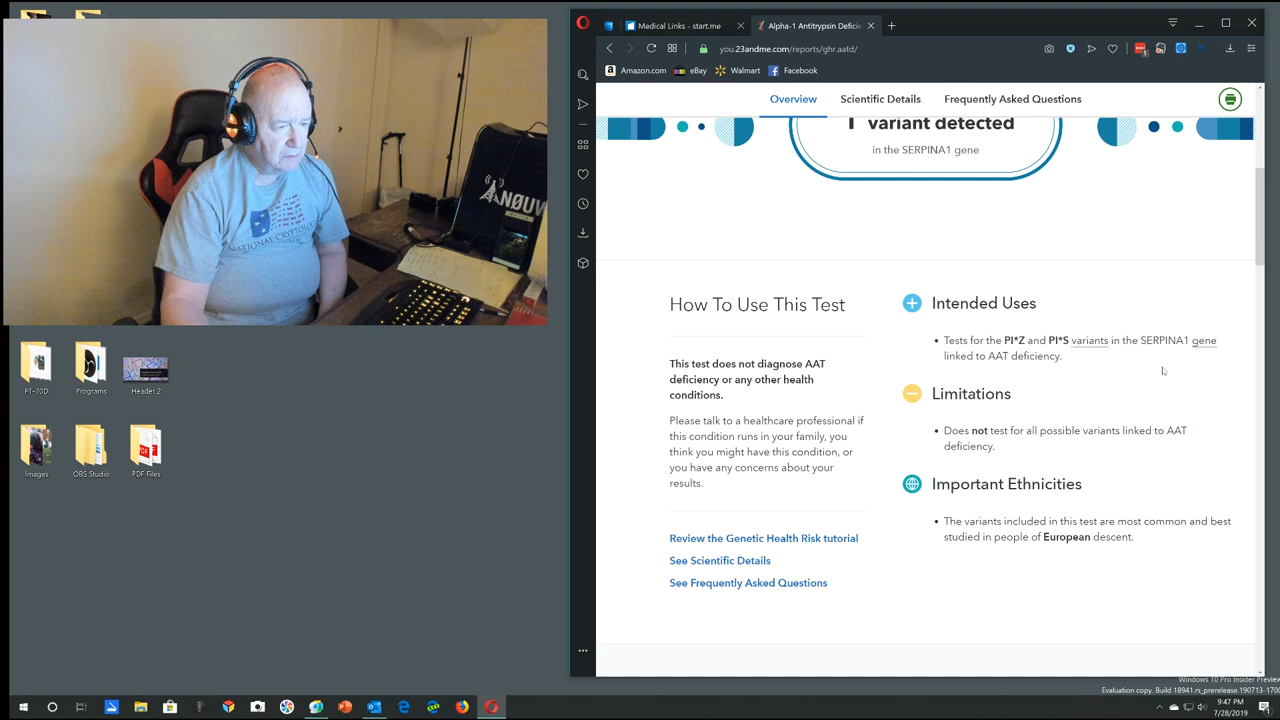 Medical Links - start.me
Alpha-1 Antitrypsin Deficie
you.23andme.com/reports/ghr.aatd/
Amazon.com
eBay
Walmart
Facebook
Overview
Scientific Details
Frequently Asked Questions
1 variant detected
in the SERPINA1 gene
How To Use This Test
This test does not diagnose AAT
deficiency or any other health
conditions.
Please talk to a healthcare professional if
this condition runs in your family, you
think you might have this condition, or
you have any concerns about your
results.
Review the Genetic Health Risk tutorial
See Scientific Details
See Frequently Asked Questions
Intended Uses
• Tests for the PI*Z and PI*S variants in the SERPINA1 gene
linked to AAT deficiency.
Limitations
• Does not test for all possible variants linked to AAT
deficiency.
Important Ethnicities
• The variants included in this test are most common and best
studied in people of European descent.
FT-70D
Programs
Header 2
Images
OBS Studio
PDF Files
Windows 10 Pro Insider Preview
Evaluation copy. Build 18941.rs_prerelease.190713-1700
9:47 PM
7/28/2019